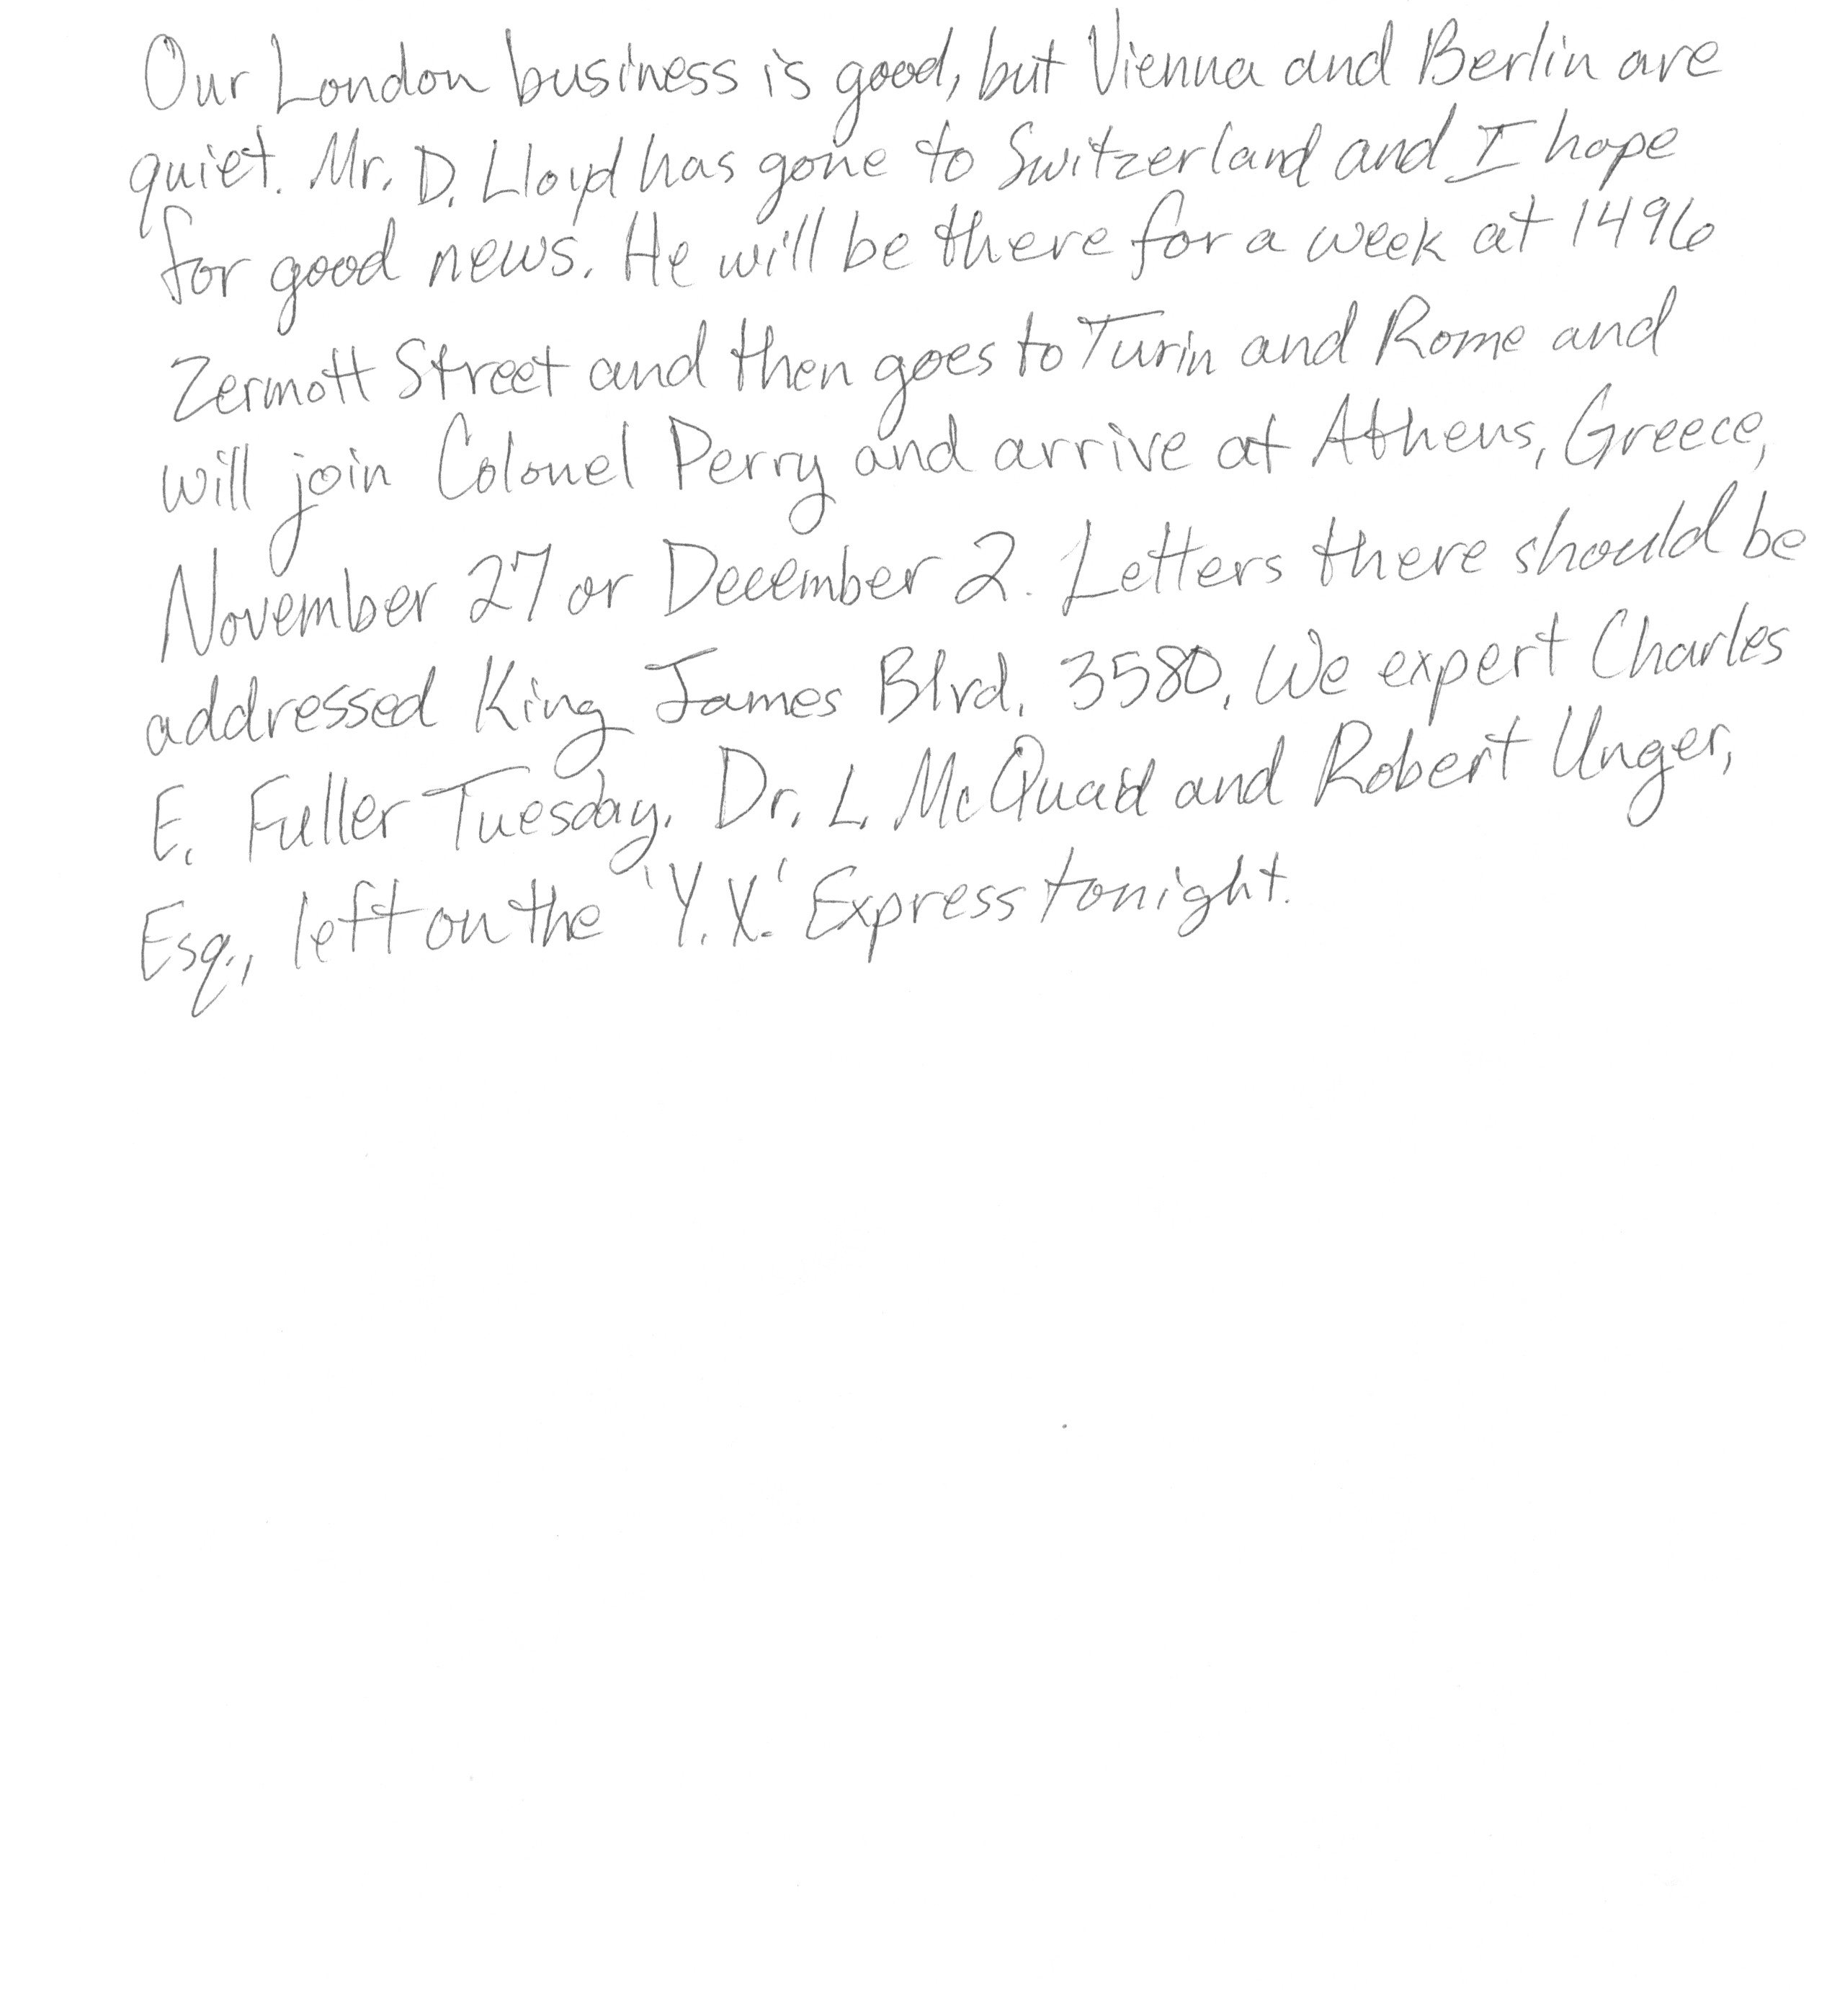 Our London business is good, but Vienna and Berlin are
quiet. Mr. D. Lloyd has gone to Switzerland and I hope
for good news. He will be there for a week at 1496
Zermott Street and then goes to Turin and Rome and
will join Colonel Perry and arrive at Athens, Greece,
November 27 or December 2. Letters there should be
addressed King James Blvd. 3580. We expert Charles
E. Fuller Tuesday. Dr. L. McQuaid and Robert Unger,
Esq., left on the 'Y.X.' Express tonight.